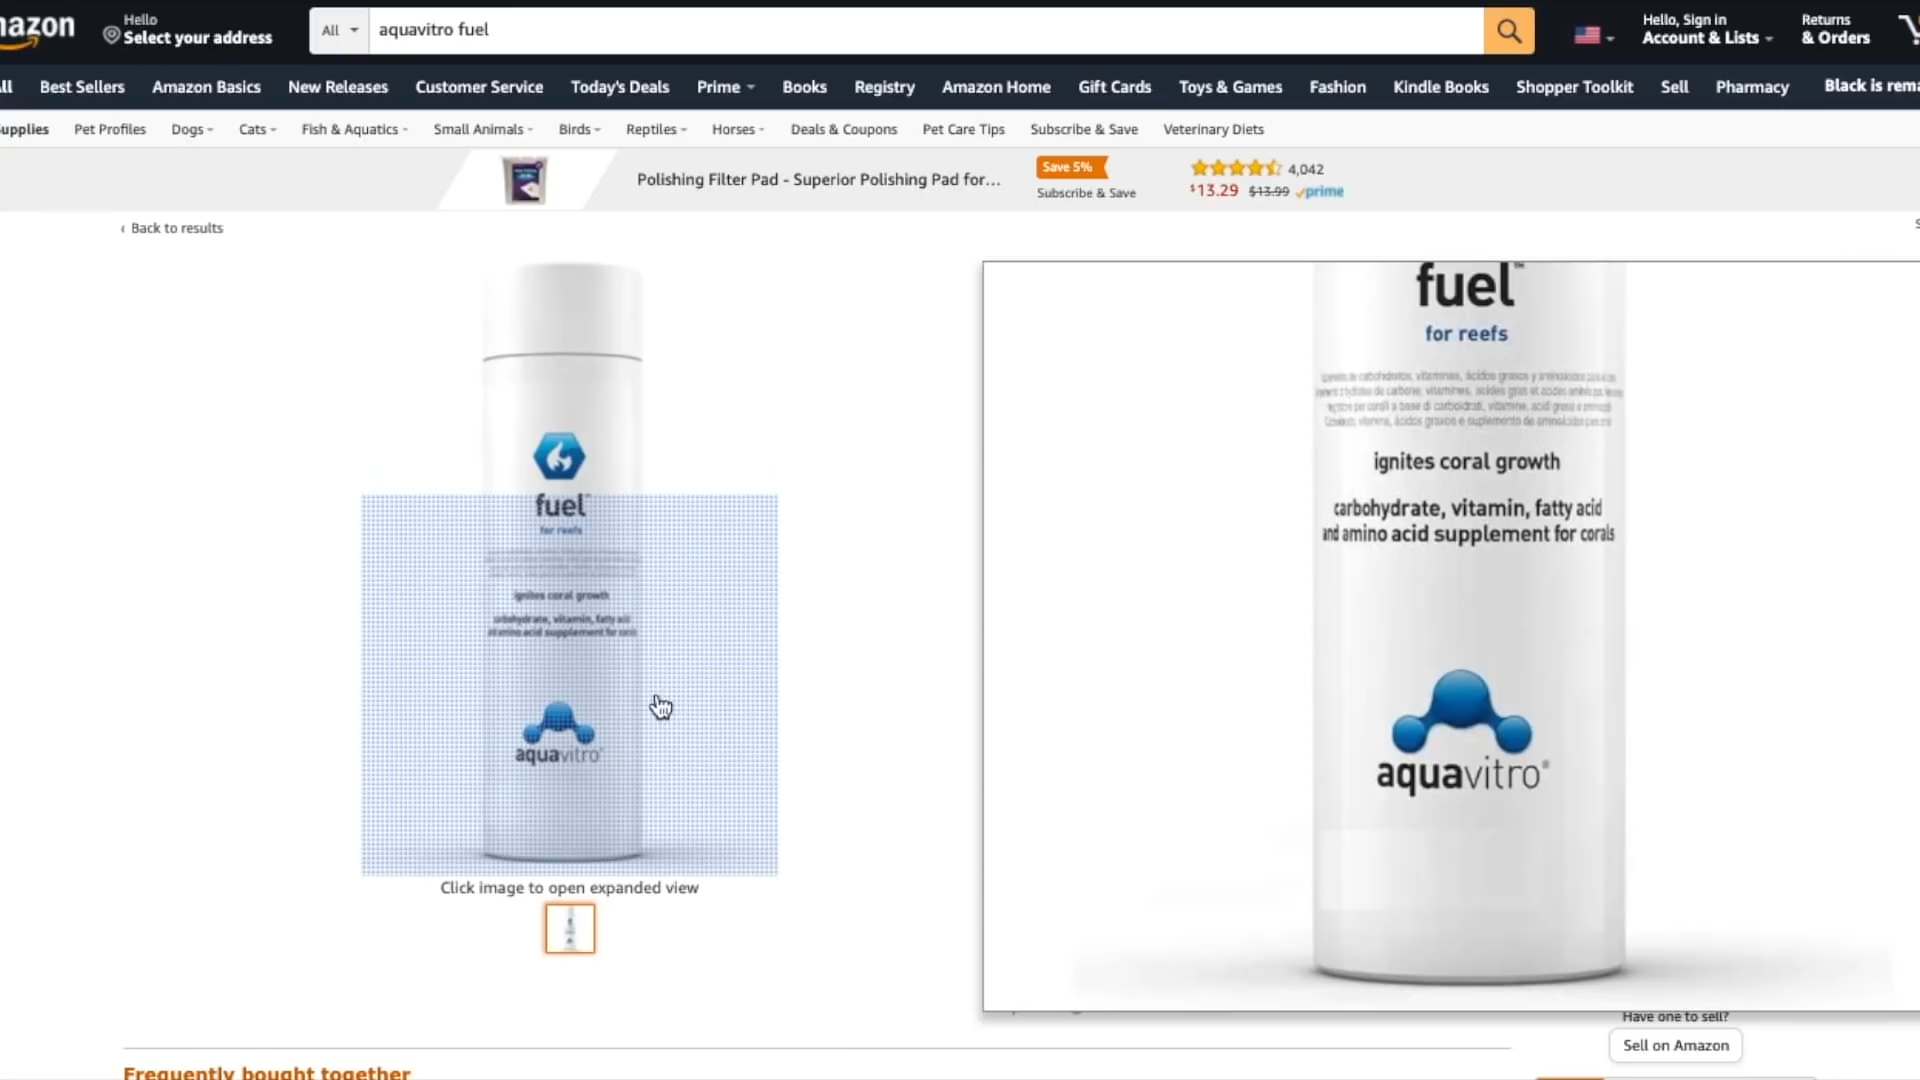 mazon
Hello
Select your address
All
aquavitro fuel
Hello, Sign in
Account & Lists
Returns
& Orders
Best Sellers
Amazon Basics
New Releases
Customer Service
Today's Deals
Prime
Books
Registry
Amazon Home
Gift Cards
Toys & Games
Fashion
Kindle Books
Shopper Toolkit
Sell
Pharmacy
Black is rema
upplies
Pet Profiles
Dogs
Cats
Fish & Aquatics
Small Animals
Birds
Reptiles
Horses
Deals & Coupons
Pet Care Tips
Subscribe & Save
Veterinary Diets
Polishing Filter Pad - Superior Polishing Pad for...
Save 5%
Subscribe & Save
4,042
$13.29 $13.99 prime
‹ Back to results
fuel™
for reefs
ignites coral growth
carbohydrate, vitamin, fatty acid
and amino acid supplement for corals
aquavitro®
Click image to open expanded view
fuel™
for reefs
ignites coral growth
carbohydrate, vitamin, fatty acid
and amino acid supplement for corals
aquavitro®
Have one to sell?
Sell on Amazon
Frequently bought together